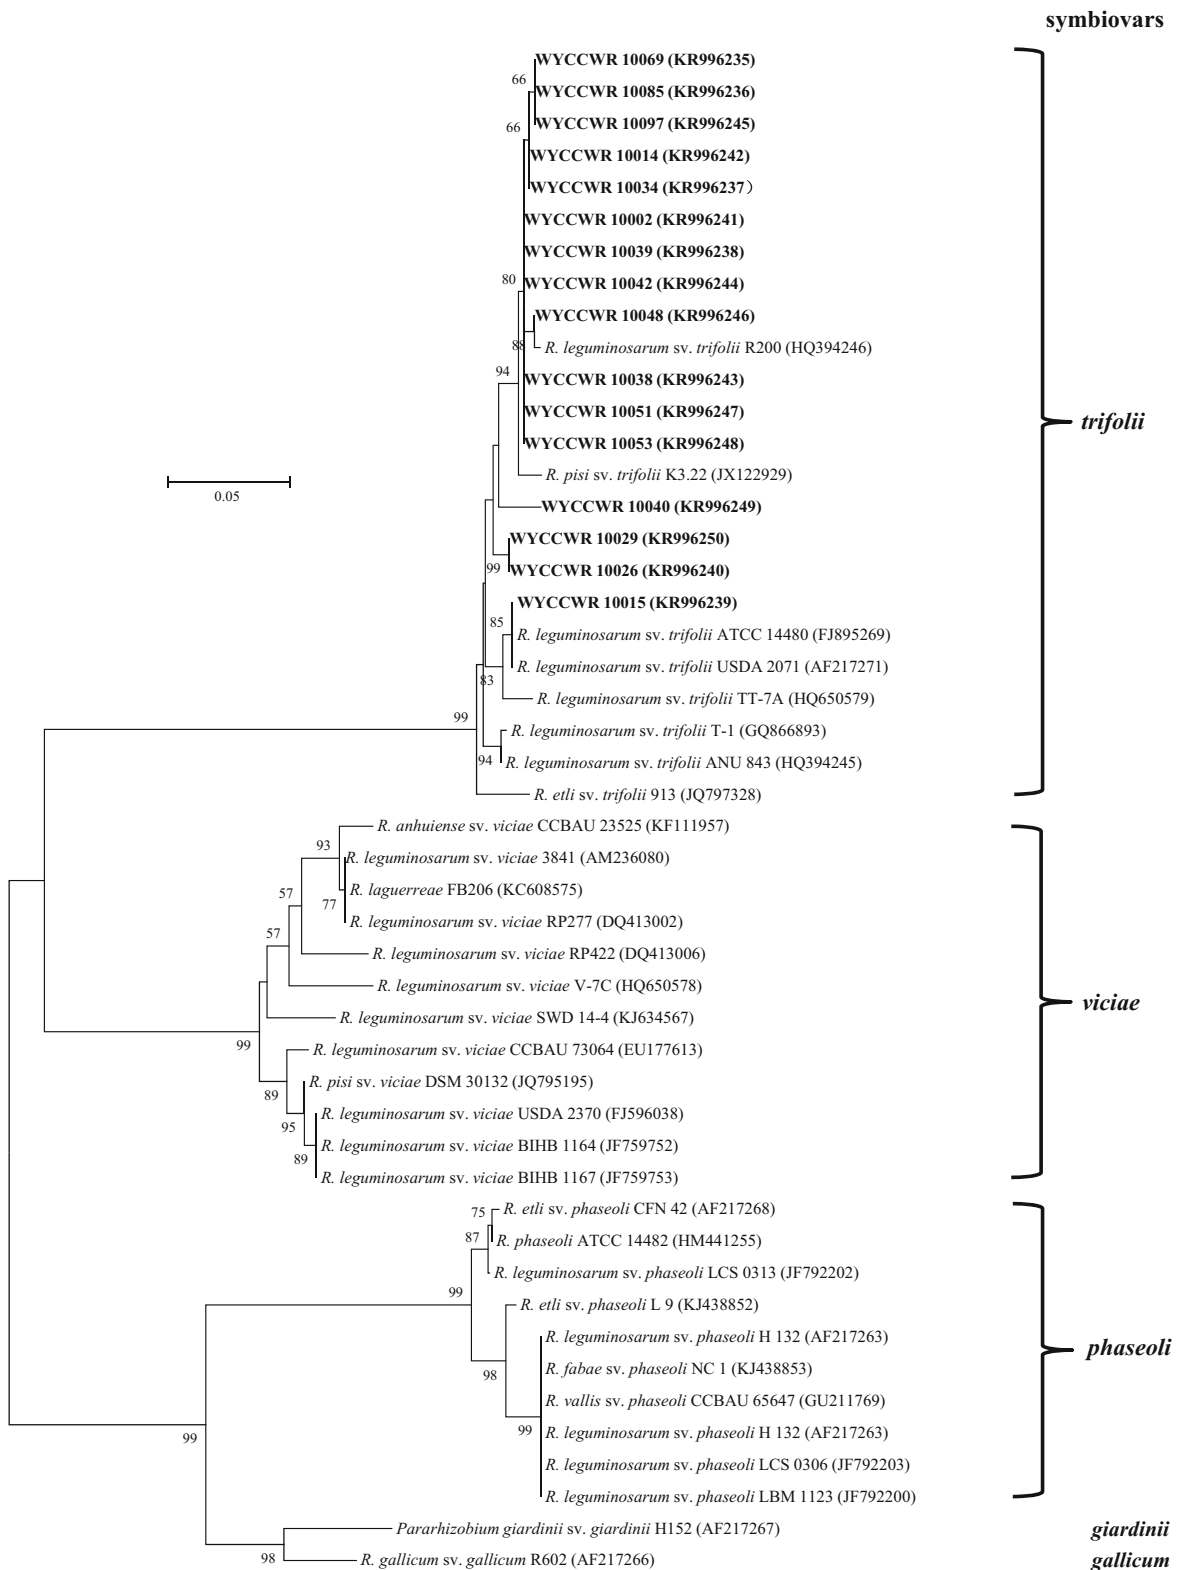 symbiovars
WYCCWR 10069 (KR996235)
66
WYCCWR 10085 (KR996236)
WYCCWR 10097 (KR996245)
66
WYCCWR 10014 (KR996242)
WYCCWR 10034 (KR996237）
WYCCWR 10002 (KR996241)
WYCCWR 10039 (KR996238)
80
WYCCWR 10042 (KR996244)
WYCCWR 10048 (KR996246)
88
R. leguminosarum sv. trifolii R200 (HQ394246)
94
WYCCWR 10038 (KR996243)
WYCCWR 10051 (KR996247)
trifolii
WYCCWR 10053 (KR996248)
R. pisi sv. trifolii K3.22 (JX122929)
0.05
WYCCWR 10040 (KR996249)
WYCCWR 10029 (KR996250)
99
WYCCWR 10026 (KR996240)
WYCCWR 10015 (KR996239)
85
R. leguminosarum sv. trifolii ATCC 14480 (FJ895269)
R. leguminosarum sv. trifolii USDA 2071 (AF217271)
83
R. leguminosarum sv. trifolii TT-7A (HQ650579)
99
R. leguminosarum sv. trifolii T-1 (GQ866893)
94
R. leguminosarum sv. trifolii ANU 843 (HQ394245)
R. etli sv. trifolii 913 (JQ797328)
R. anhuiense sv. viciae CCBAU 23525 (KF111957)
93
R. leguminosarum sv. viciae 3841 (AM236080)
57
R. laguerreae FB206 (KC608575)
77
R. leguminosarum sv. viciae RP277 (DQ413002)
57
R. leguminosarum sv. viciae RP422 (DQ413006)
R. leguminosarum sv. viciae V-7C (HQ650578)
viciae
R. leguminosarum sv. viciae SWD 14-4 (KJ634567)
99
R. leguminosarum sv. viciae CCBAU 73064 (EU177613)
R. pisi sv. viciae DSM 30132 (JQ795195)
89
R. leguminosarum sv. viciae USDA 2370 (FJ596038)
95
R. leguminosarum sv. viciae BIHB 1164 (JF759752)
89
R. leguminosarum sv. viciae BIHB 1167 (JF759753)
75
R. etli sv. phaseoli CFN 42 (AF217268)
87
R. phaseoli ATCC 14482 (HM441255)
R. leguminosarum sv. phaseoli LCS 0313 (JF792202)
99
R. etli sv. phaseoli L 9 (KJ438852)
R. leguminosarum sv. phaseoli H 132 (AF217263)
phaseoli
R. fabae sv. phaseoli NC 1 (KJ438853)
98
R. vallis sv. phaseoli CCBAU 65647 (GU211769)
99
R. leguminosarum sv. phaseoli H 132 (AF217263)
99
R. leguminosarum sv. phaseoli LCS 0306 (JF792203)
R. leguminosarum sv. phaseoli LBM 1123 (JF792200)
Pararhizobium giardinii sv. giardinii H152 (AF217267)
giardinii
98
R. gallicum sv. gallicum R602 (AF217266)
gallicum